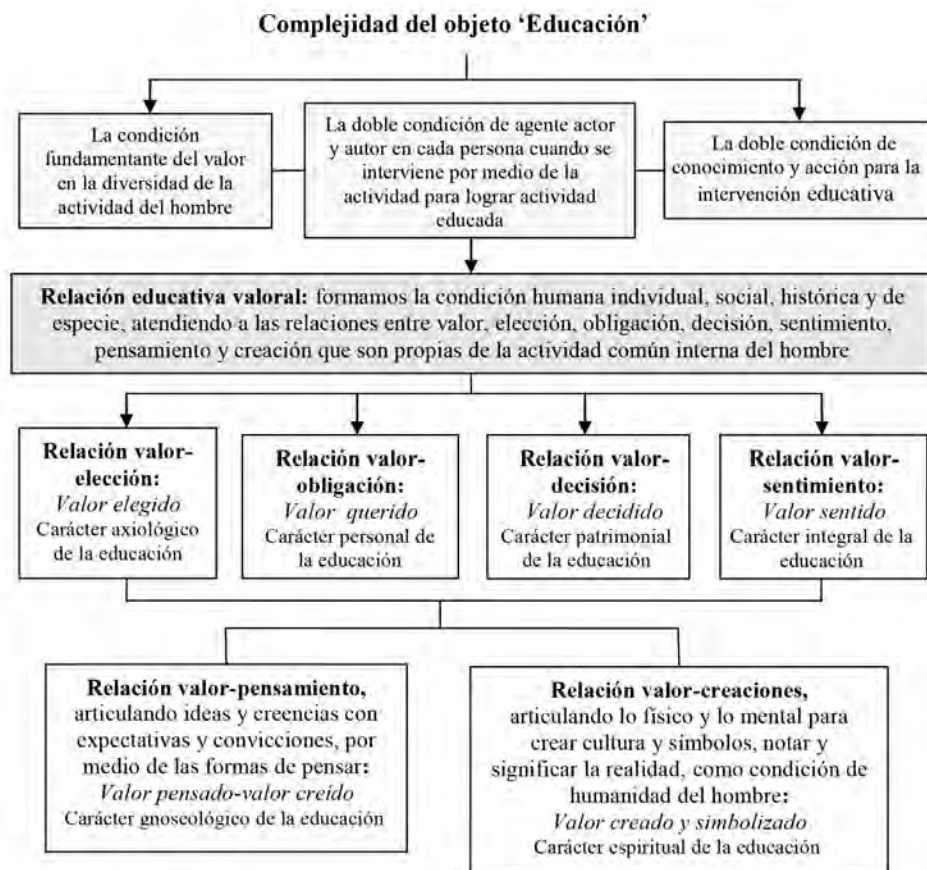 Complejidad del objeto ‘Educación’
La condición
fundamentante del valor
en la diversidad de la
actividad del hombre
La doble condición de agente actor
y autor en cada persona cuando se
interviene por medio de la
actividad para lograr actividad
educada
La doble condición de
conocimiento y acción para la
intervención educativa
Relación educativa valoral: formamos la condición humana individual, social, histórica y de
especie, atendiendo a las relaciones entre valor, elección, obligación, decisión, sentimiento,
pensamiento y creación que son propias de la actividad común interna del hombre
Relación valor-
elección:
Valor elegido
Carácter axiológico
de la educación
Relación valor-
obligación:
Valor querido
Carácter personal de
la educación
Relación valor-
decisión:
Valor decidido
Carácter patrimonial
de la educación
Relación valor-
sentimiento:
Valor sentido
Carácter integral de la
educación
Relación valor-pensamiento,
articulando ideas y creencias con
expectativas y convicciones, por
medio de las formas de pensar:
Valor pensado-valor creído
Carácter gnoseológico de la educación
Relación valor-creaciones,
articulando lo físico y lo mental para
crear cultura y símbolos, notar y
significar la realidad, como condición de
humanidad del hombre:
Valor creado y simbolizado
Carácter espiritual de la educación